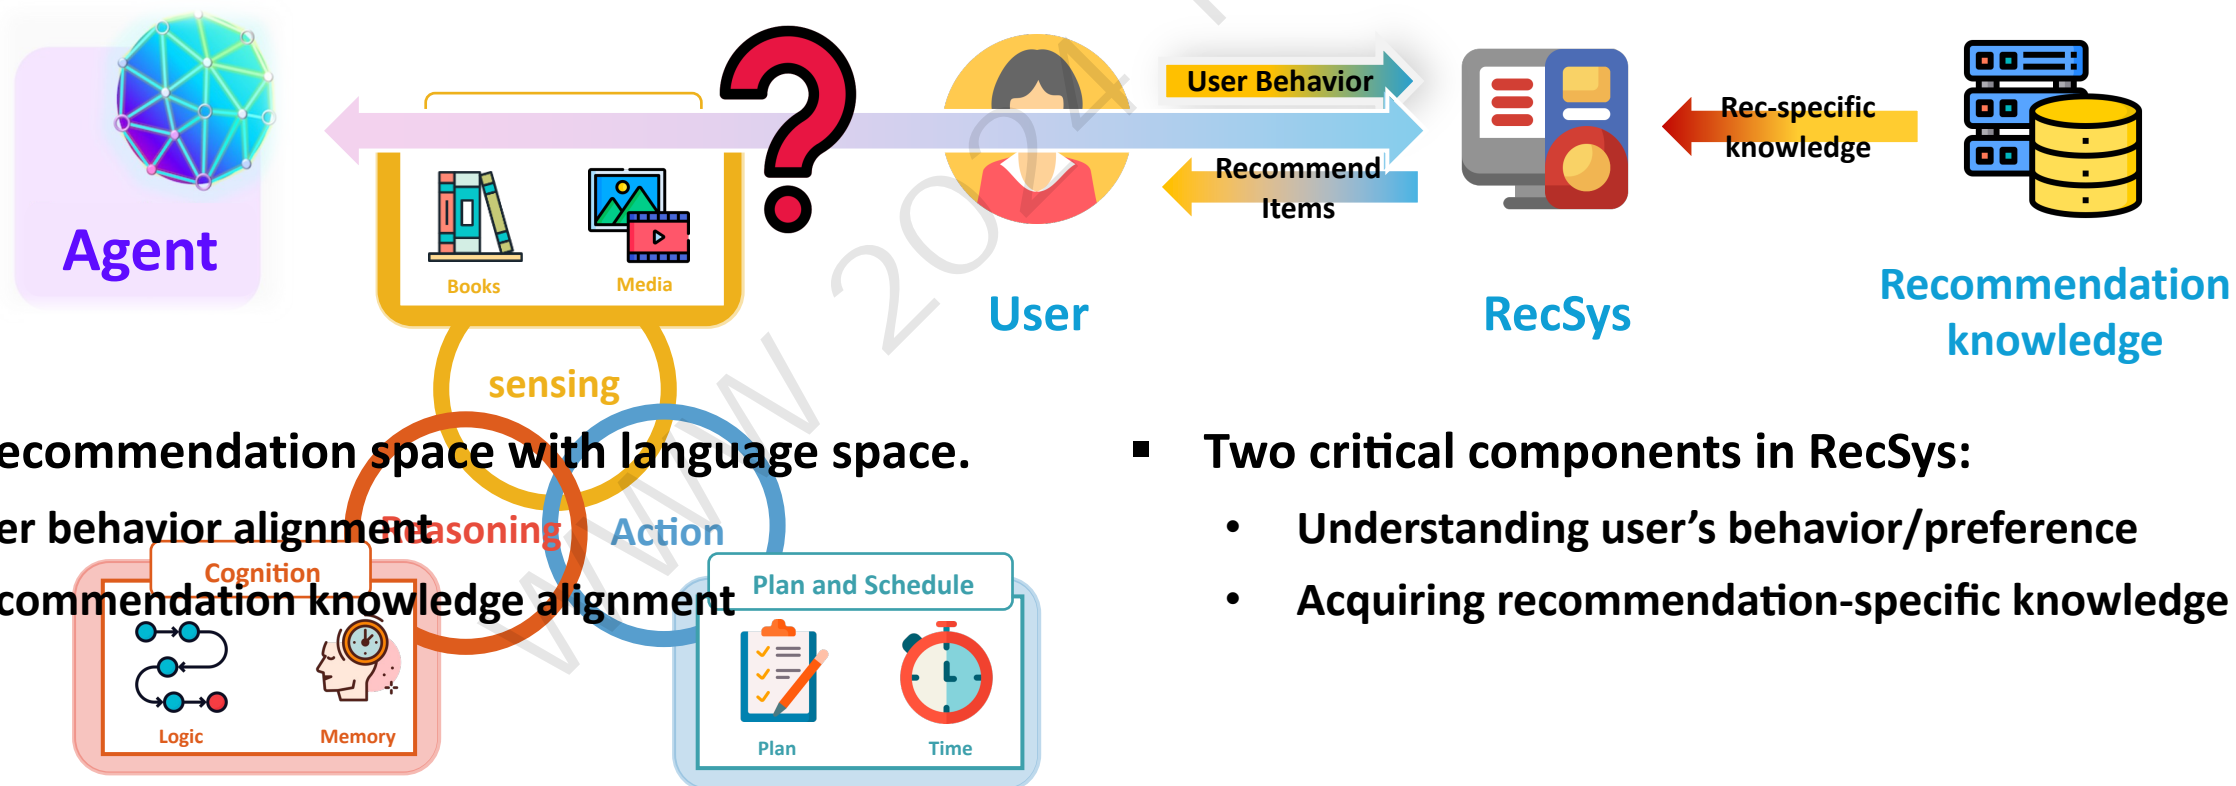 Agent
User Behavior
Recommend
Items
Rec-specific
knowledge
Books
Media
User
RecSys
Recommendation
knowledge
sensing
ecommendation space with language space.
er behavior alignment
commendation knowledge alignment
Reasoning
Action
Cognition
Logic
Memory
Plan and Schedule
Plan
Time
▪ Two critical components in RecSys:
• Understanding user’s behavior/preference
• Acquiring recommendation-specific knowledge
WWW 2024